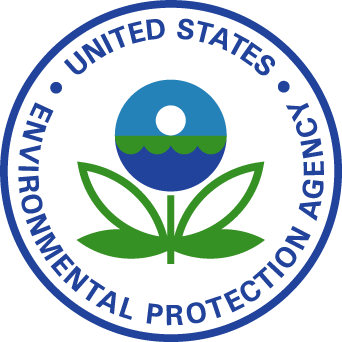 UNITED STATES
ENVIRONMENTAL PROTECTION AGENCY